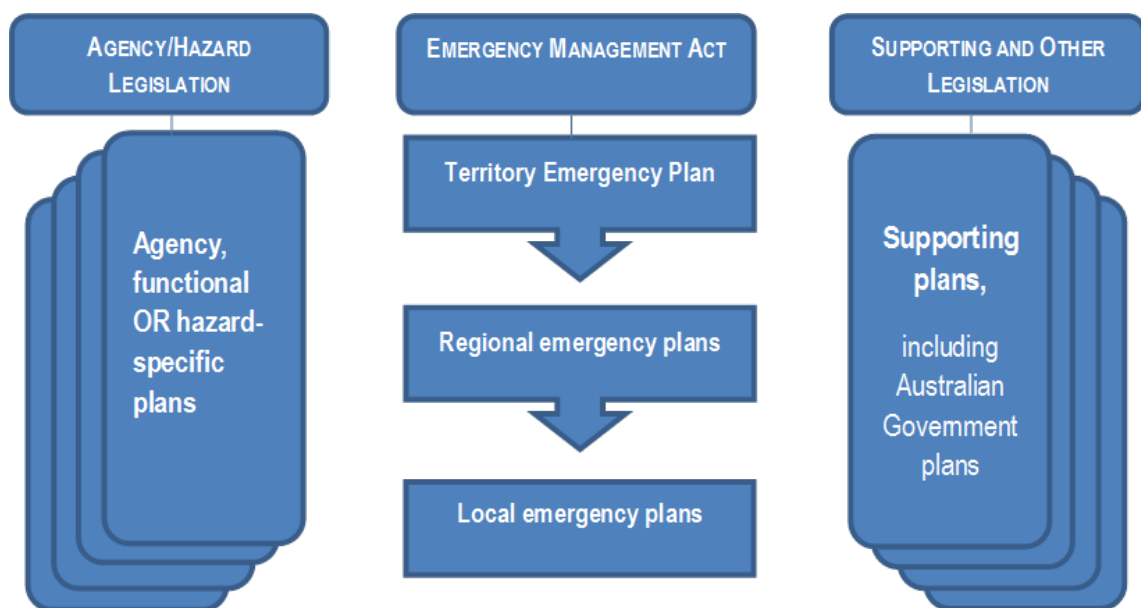 AGENCY/HAZARD
LEGISLATION
Agency,
functional
OR hazard-
specific
plans
EMERGENCY MANAGEMENT ACT
Territory Emergency Plan
Regional emergency plans
Local emergency plans
SUPPORTING AND OTHER
LEGISLATION
Supporting
plans,
including
Australian
Government
plans